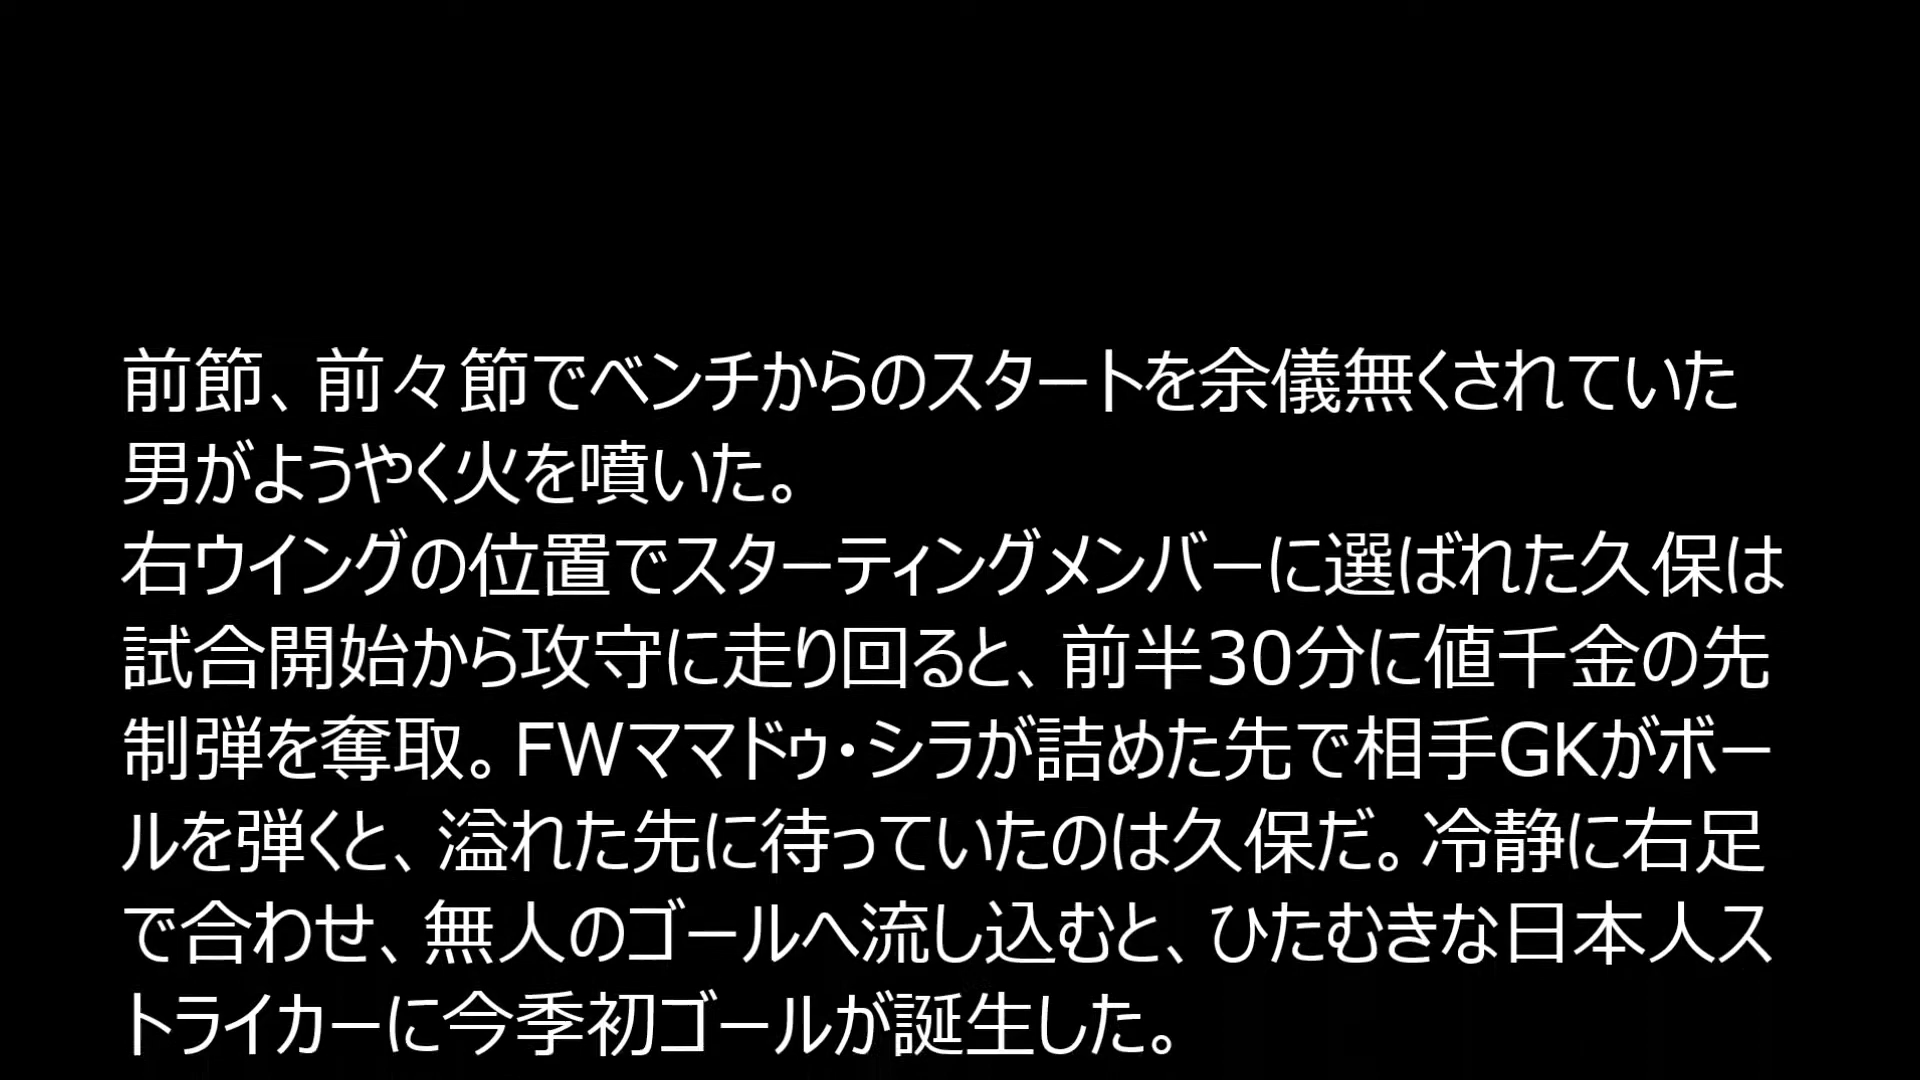 前節、前々節でベンチからのスタートを余儀無くされていた
男がようやく火を噴いた。
右ウイングの位置でスターティングメンバーに選ばれた久保は
試合開始から攻守に走り回ると、前半30分に値千金の先
制弾を奪取。FWママドゥ・シラが詰めた先で相手GKがボー
ルを弾くと、溢れた先に待っていたのは久保だ。冷静に右足
で合わせ、無人のゴールへ流し込むと、ひたむきな日本人ス
トライカーに今季初ゴールが誕生した。